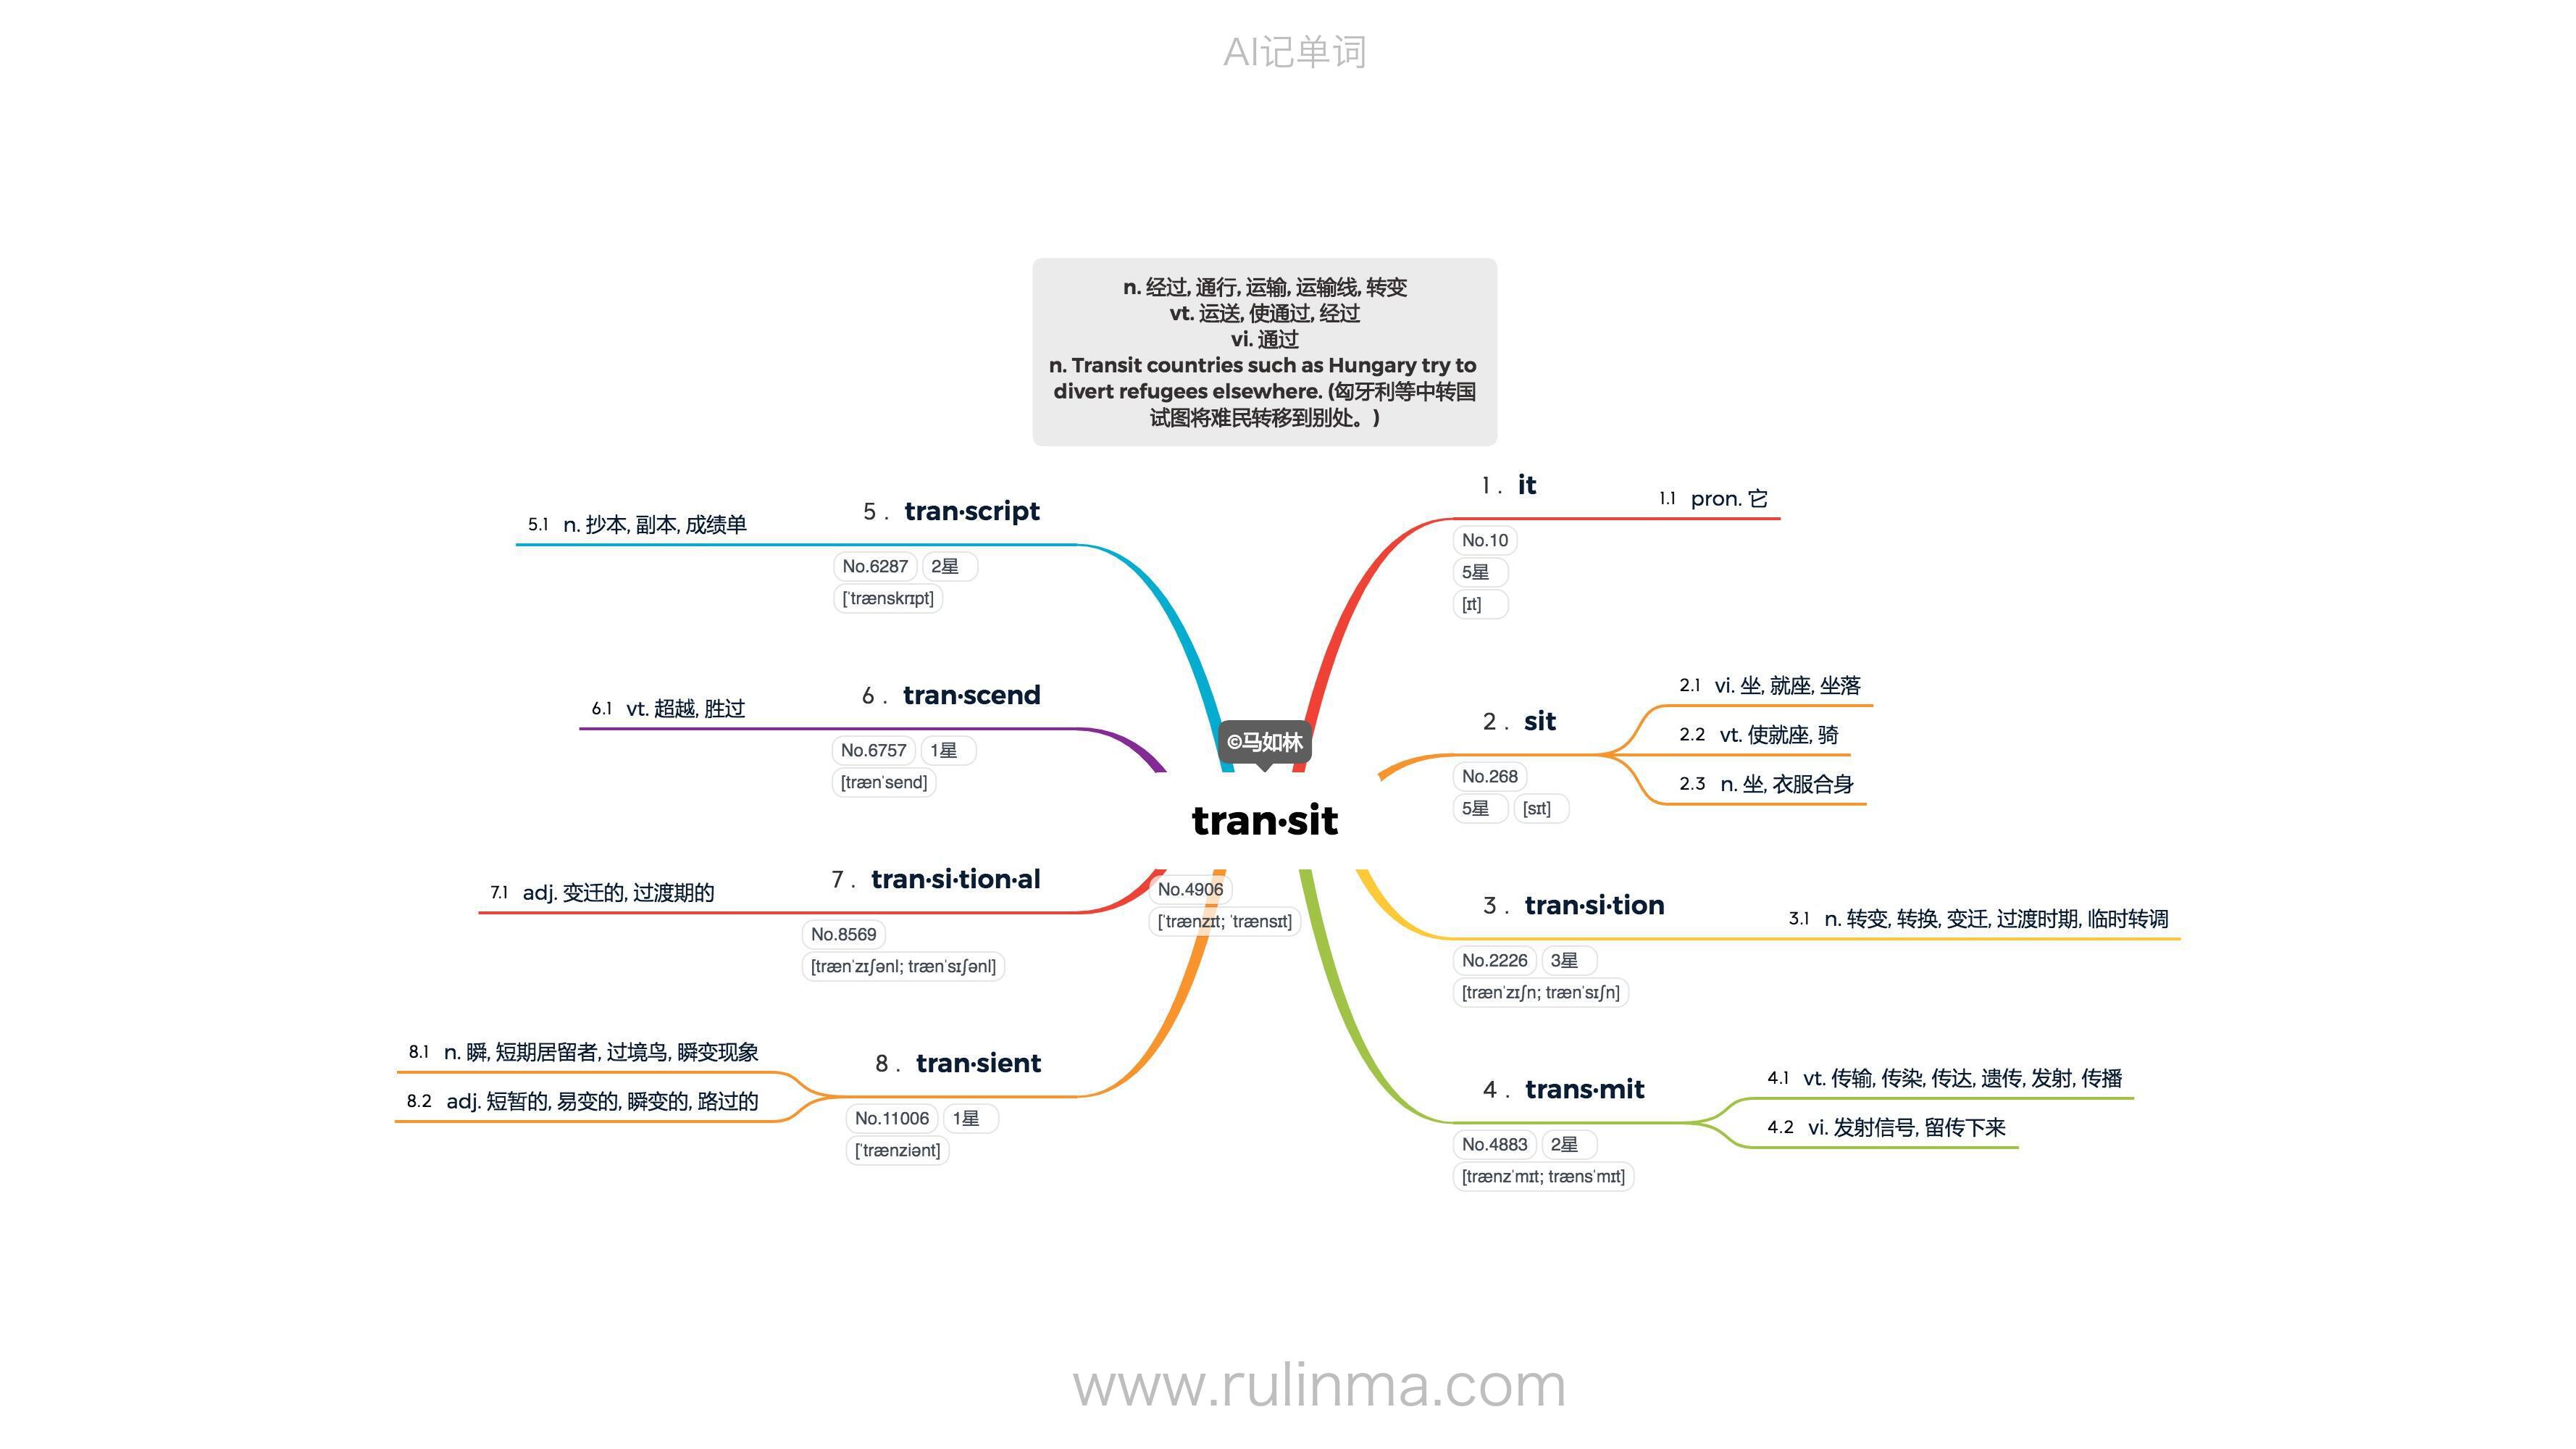 AI记单词
n. 经过, 通行, 运输, 运输线, 转变
vt. 运送, 使通过, 经过
vi. 通过
n. Transit countries such as Hungary try to
divert refugees elsewhere. (匈牙利等中转国
试图将难民转移到别处。)
©马如林
tran·sit
No.4906
[ˈtrænzɪt; ˈtrænsɪt]
1. it
No.10
5星
[ɪt]
1.1 pron. 它
2. sit
No.268
5星 [sɪt]
2.1 vi. 坐, 就座, 坐落
2.2 vt. 使就座, 骑
2.3 n. 坐, 衣服合身
3. tran·si·tion
No.2226 3星
[trænˈzɪʃn; trænˈsɪʃn]
3.1 n. 转变, 转换, 变迁, 过渡时期, 临时转调
4. trans·mit
No.4883 2星
[trænzˈmɪt; trænsˈmɪt]
4.1 vt. 传输, 传染, 传达, 遗传, 发射, 传播
4.2 vi. 发射信号, 留传下来
5. tran·script
No.6287 2星
[ˈtrænskrɪpt]
5.1 n. 抄本, 副本, 成绩单
6. tran·scend
No.6757 1星
[trænˈsend]
6.1 vt. 超越, 胜过
7. tran·si·tion·al
No.8569
[trænˈzɪʃənl; trænˈsɪʃənl]
7.1 adj. 变迁的, 过渡期的
8. tran·sient
No.11006 1星
[ˈtrænziənt]
8.1 n. 瞬, 短期居留者, 过境鸟, 瞬变现象
8.2 adj. 短暂的, 易变的, 瞬变的, 路过的
www.rulinma.com